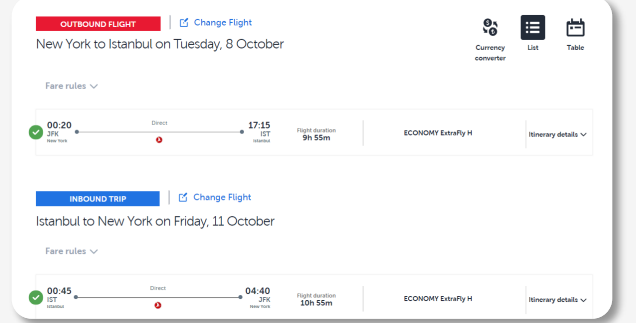 OUTBOUND FLIGHT Change Flight
New York to Istanbul on Tuesday, 8 October
Currency converter List Table
Fare rules
00:20 Direct 17:15
JFK IST
New York Istanbul
Flight duration
9h 55m
ECONOMY ExtraFly H
Itinerary details
INBOUND TRIP Change Flight
Istanbul to New York on Friday, 11 October
Fare rules
00:45 Direct 04:40
IST JFK
Istanbul New York
Flight duration
10h 55m
ECONOMY ExtraFly H
Itinerary details